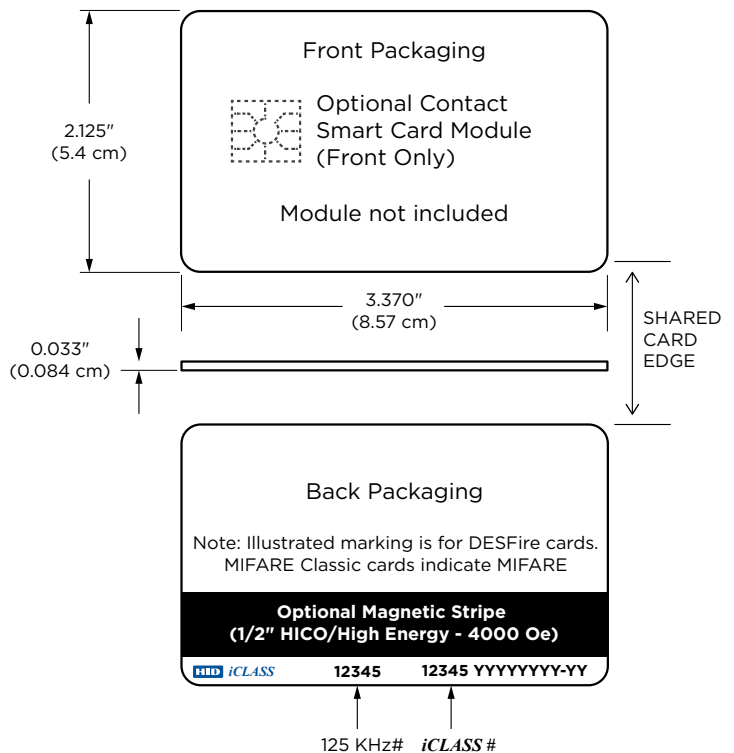 Front Packaging
Optional Contact
Smart Card Module
(Front Only)
Module not included
2.125"
(5.4 cm)
3.370"
(8.57 cm)
SHARED
CARD
EDGE
0.033"
(0.084 cm)
Back Packaging
Note: Illustrated marking is for DESFire cards.
MIFARE Classic cards indicate MIFARE
Optional Magnetic Stripe
(1/2" HICO/High Energy - 4000 Oe)
HID iCLASS 12345 12345 YYYYYYYY-YY
125 KHz# iCLASS #